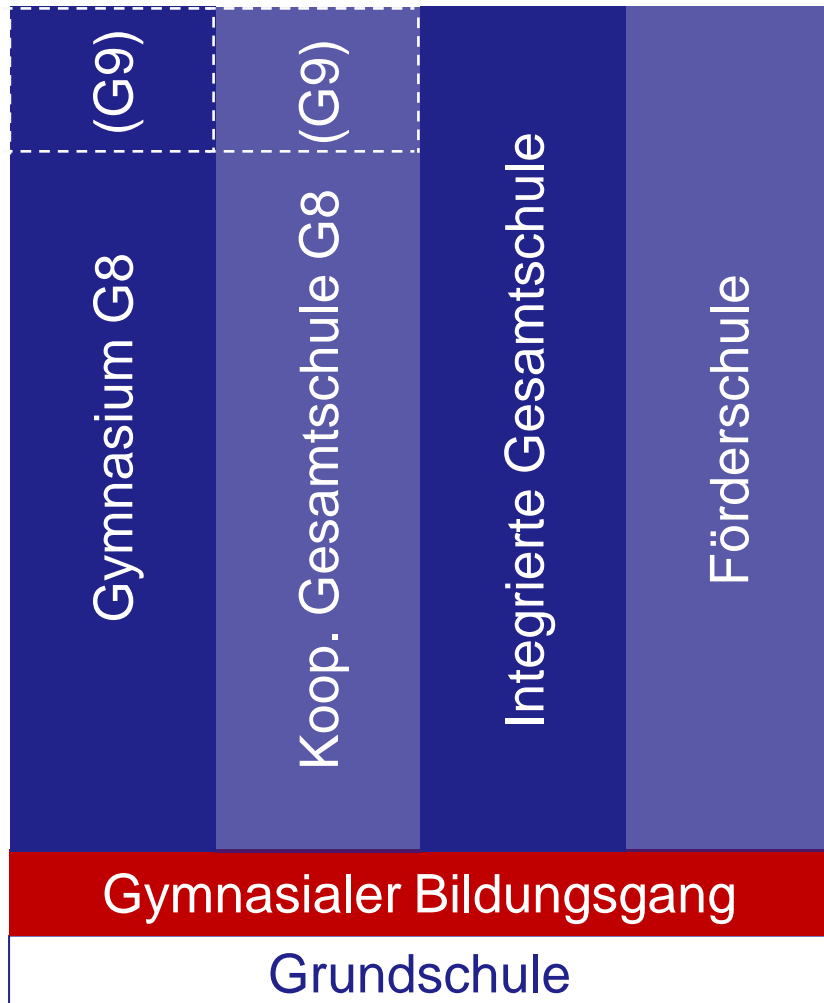 (G9)
(G9)
Gymnasium G8
Koop. Gesamtschule G8
Integrierte Gesamtschule
Förderschule
Gymnasialer Bildungsgang
Grundschule